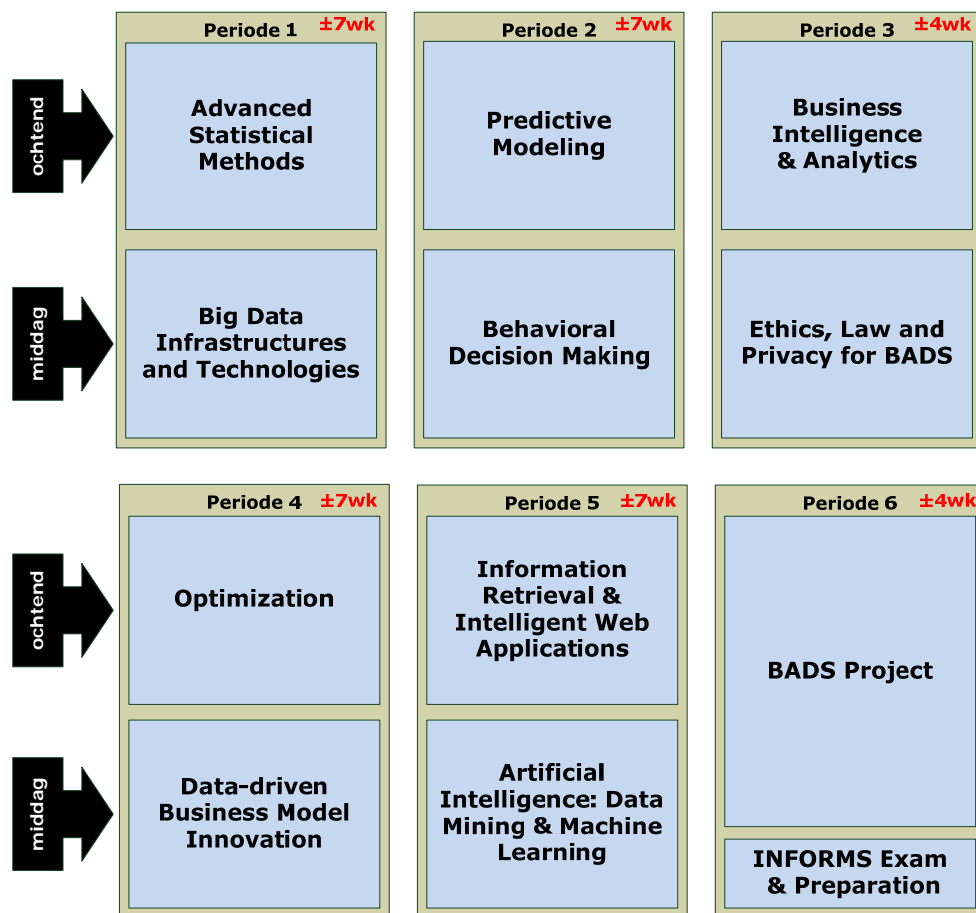 Periode 1 ±7wk
ochtend
Advanced
Statistical
Methods
middag
Big Data
Infrastructures
and Technologies
Periode 2 ±7wk
Predictive
Modeling
Behavioral
Decision Making
Periode 3 ±4wk
Business
Intelligence
& Analytics
Ethics, Law and
Privacy for BADS
Periode 4 ±7wk
ochtend
Optimization
middag
Data-driven
Business Model
Innovation
Periode 5 ±7wk
Information
Retrieval &
Intelligent Web
Applications
Artificial
Intelligence: Data
Mining & Machine
Learning
Periode 6 ±4wk
BADS Project
INFORMS Exam
& Preparation